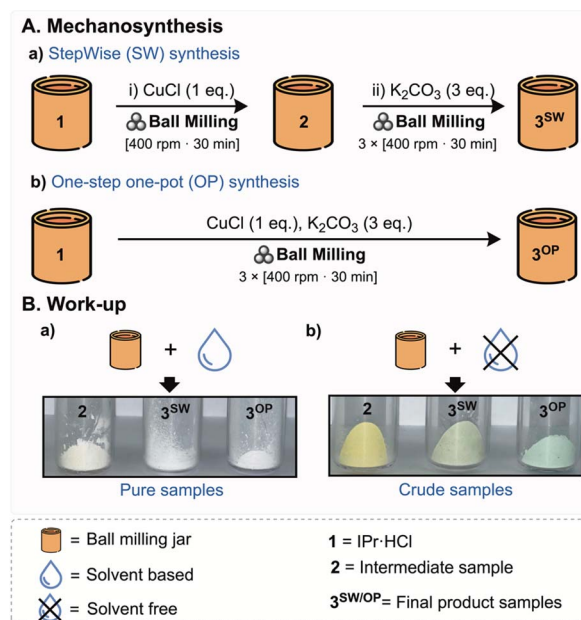 A. Mechanosynthesis
a) StepWise (SW) synthesis
i) CuCl (1 eq.)
ii) K₂CO₃ (3 eq.)
1
Ball Milling
2
Ball Milling
3ˢᵂ
[400 rpm · 30 min]
3 × [400 rpm · 30 min]
b) One-step one-pot (OP) synthesis
CuCl (1 eq.), K₂CO₃ (3 eq.)
1
Ball Milling
3ᴼᴾ
3 × [400 rpm · 30 min]
B. Work-up
a)
+
b)
+
2
3ˢᵂ
3ᴼᴾ
2
3ˢᵂ
3ᴼᴾ
Pure samples
Crude samples
= Ball milling jar
= Solvent based
= Solvent free
1 = IPr·HCl
2 = Intermediate sample
3ˢᵂ/ᴼᴾ= Final product samples